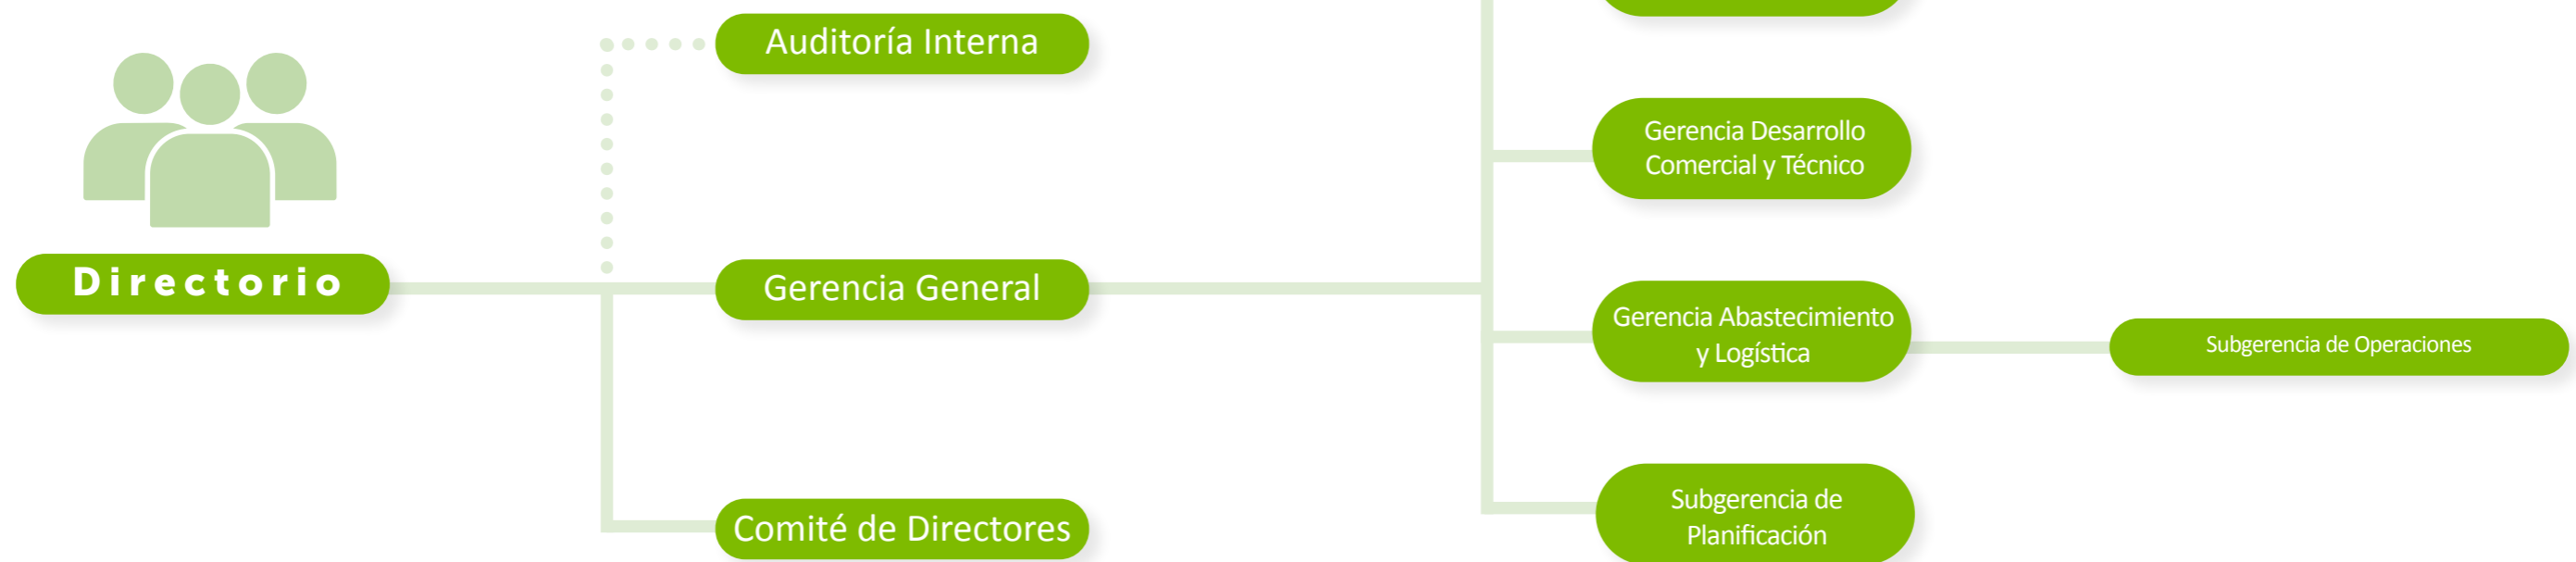 Directorio
Auditoría Interna
Gerencia General
Comité de Directores
Gerencia Desarrollo
Comercial y Técnico
Gerencia Abastecimiento
y Logística
Subgerencia de
Planificación
Subgerencia de Operaciones